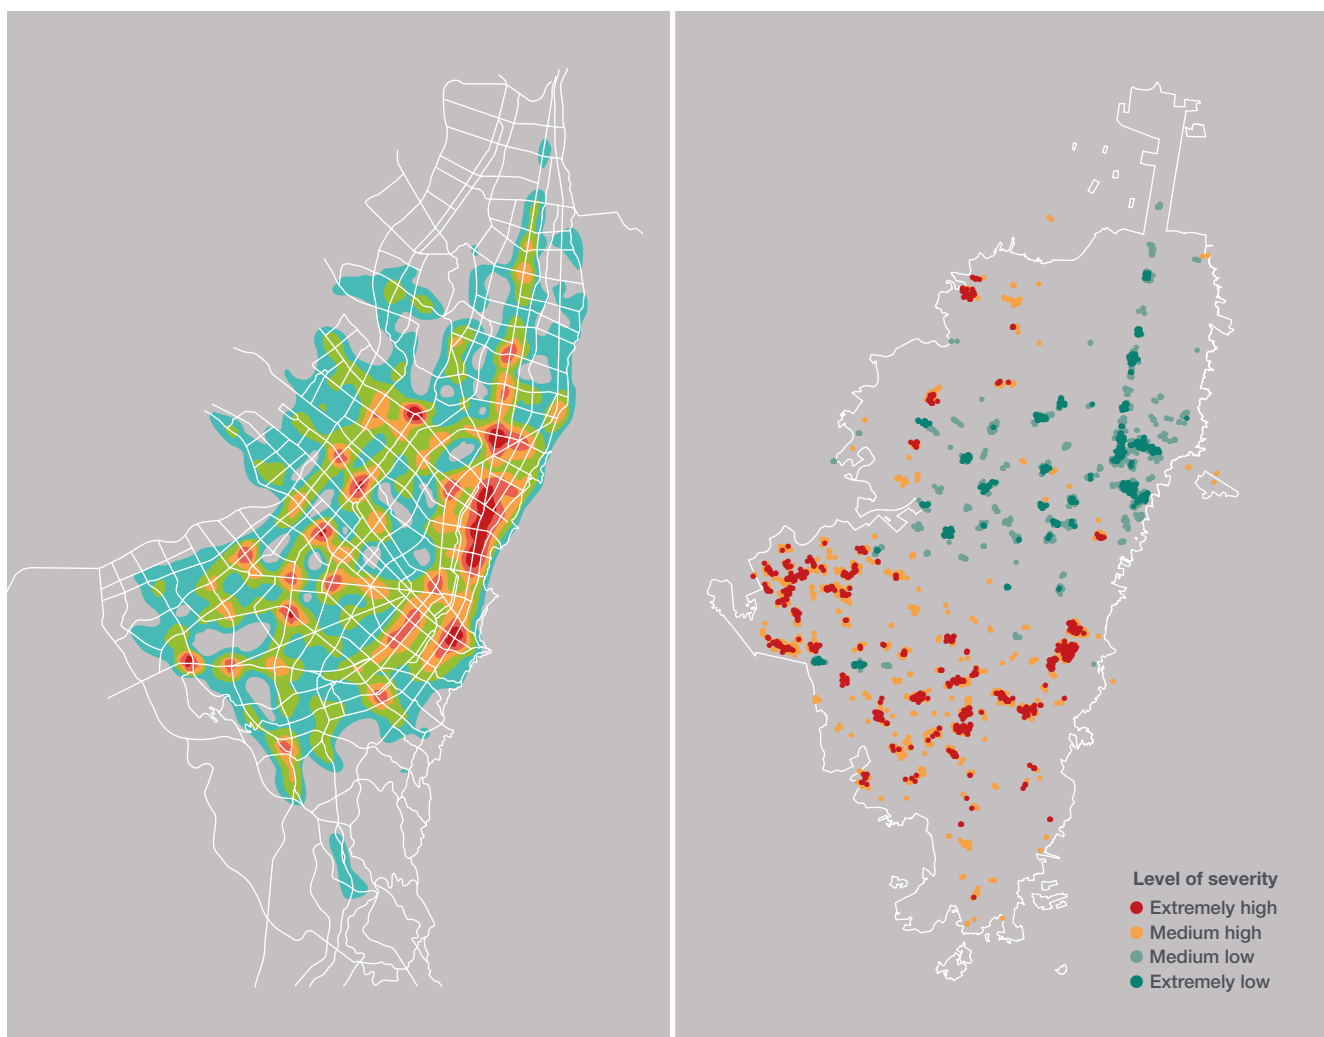 Level of severity
Extremely high
Medium high
Medium low
Extremely low